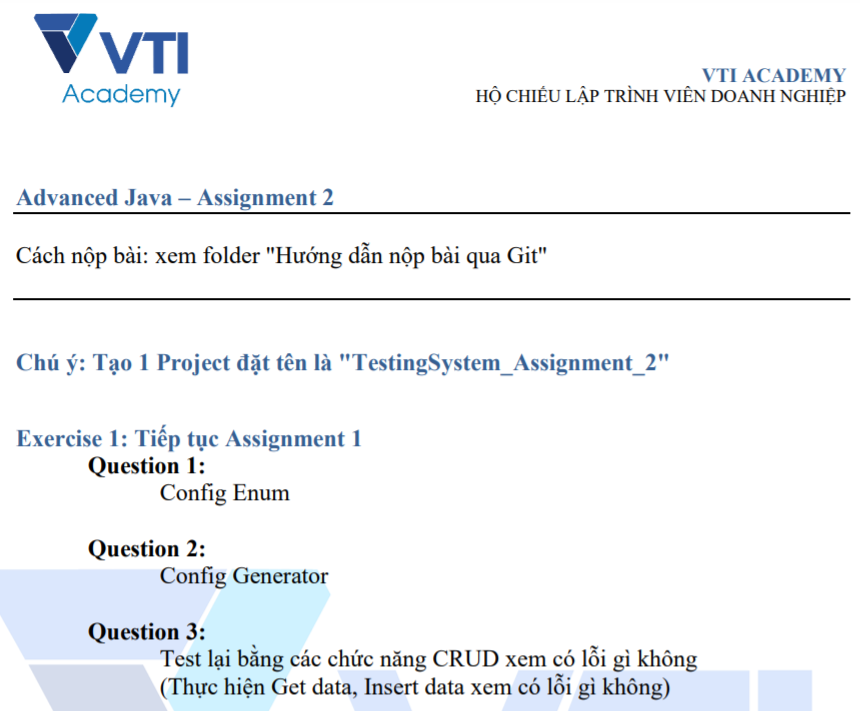 VTI
Academy
VTI ACADEMY
HỘ CHIẾU LẬP TRÌNH VIÊN DOANH NGHIỆP
Advanced Java – Assignment 2
Cách nộp bài: xem folder "Hướng dẫn nộp bài qua Git"
Chú ý: Tạo 1 Project đặt tên là "TestingSystem_Assignment_2"
Exercise 1: Tiếp tục Assignment 1
Question 1:
Config Enum
Question 2:
Config Generator
Question 3:
Test lại bằng các chức năng CRUD xem có lỗi gì không
(Thực hiện Get data, Insert data xem có lỗi gì không)